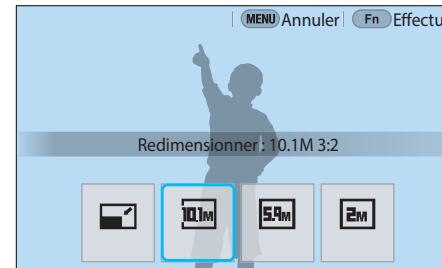 MENU Annuler Fn Effectu
Redimensionner : 10.1M 3:2
10.1M 5.9M 2M